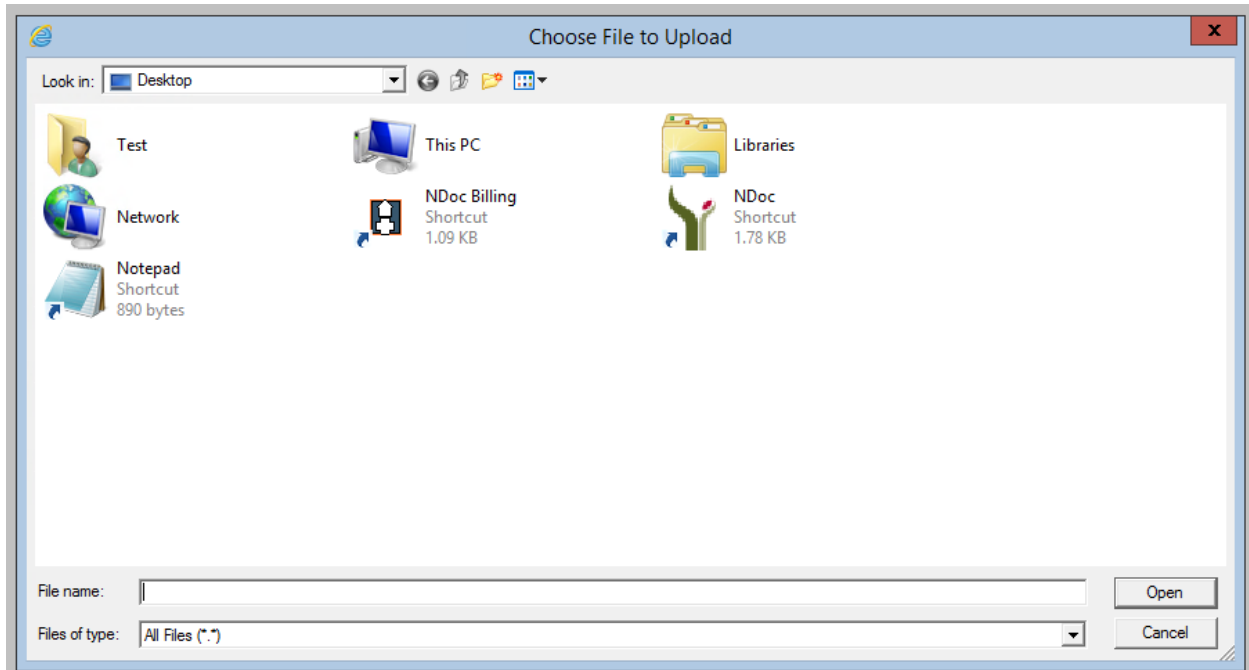 Choose File to Upload
x
Look in: Desktop
Test
This PC
Libraries
Network
NDoc Billing
Shortcut
1.09 KB
NDoc
Shortcut
1.78 KB
Notepad
Shortcut
890 bytes
File name:
Open
Files of type: All Files (*.*)
Cancel